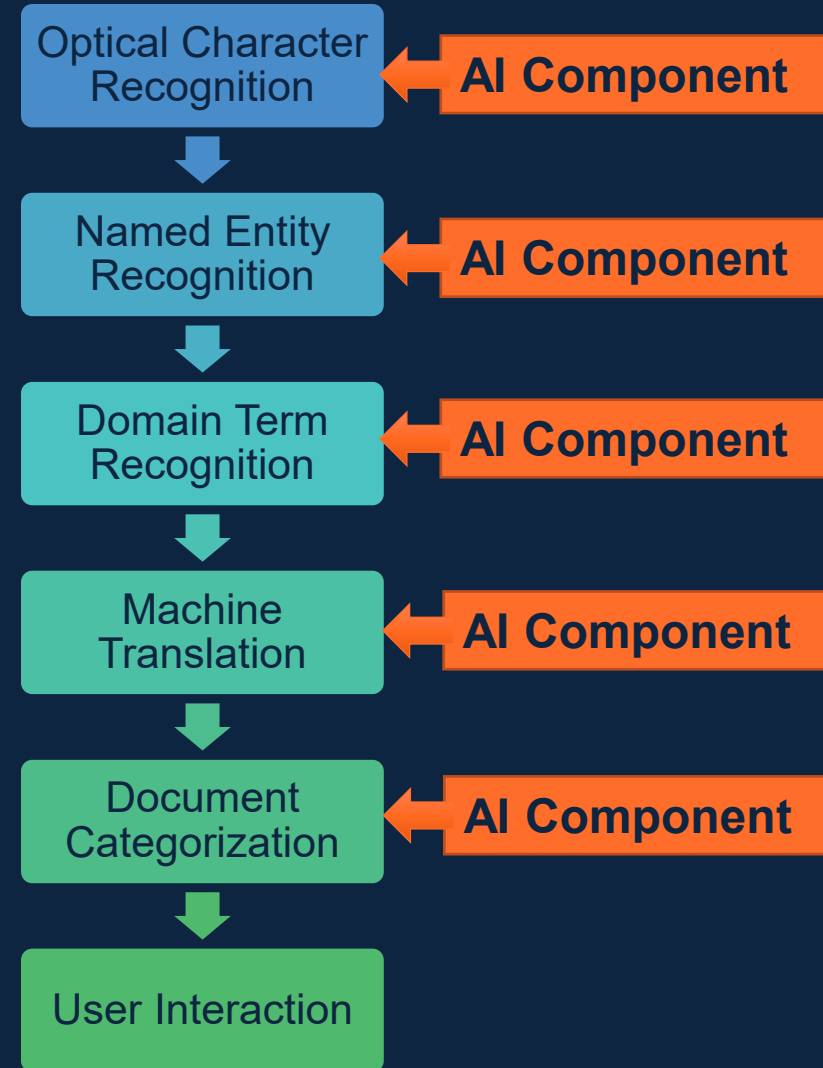 Optical Character
Recognition
AI Component
Named Entity
Recognition
AI Component
Domain Term
Recognition
AI Component
Machine
Translation
AI Component
Document
Categorization
AI Component
User Interaction